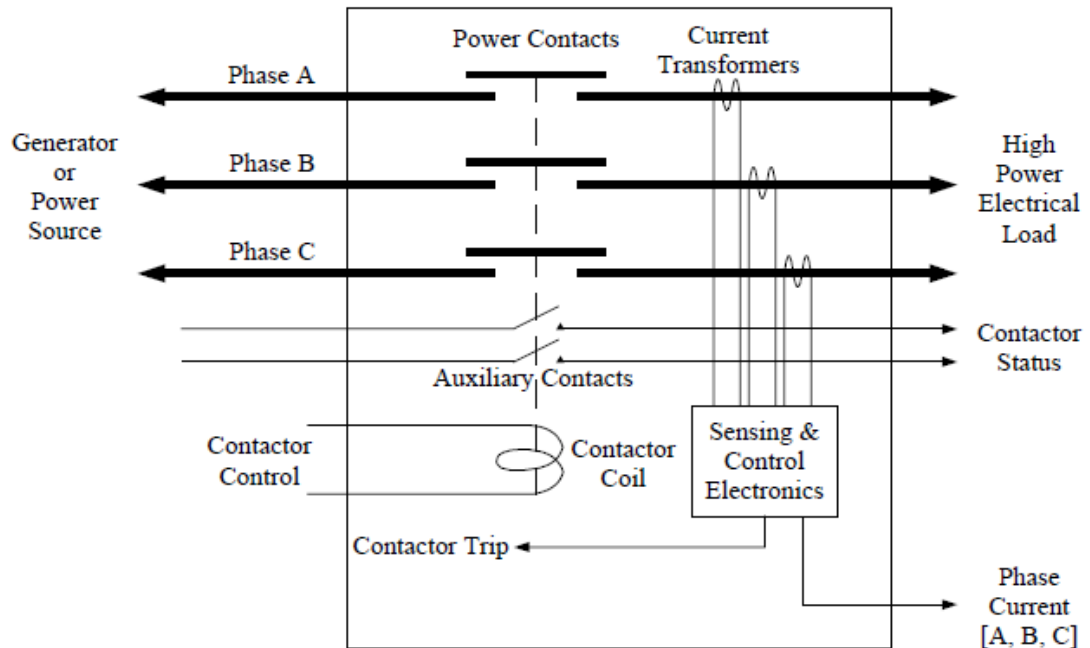 Power Contacts
Current
Transformers
Phase A
Generator
or
Power
Source
Phase B
High
Power
Electrical
Load
Phase C
Contactor
Status
Auxiliary Contacts
Contactor
Control
Contactor
Coil
Sensing &
Control
Electronics
Contactor Trip
Phase
Current
[A, B, C]